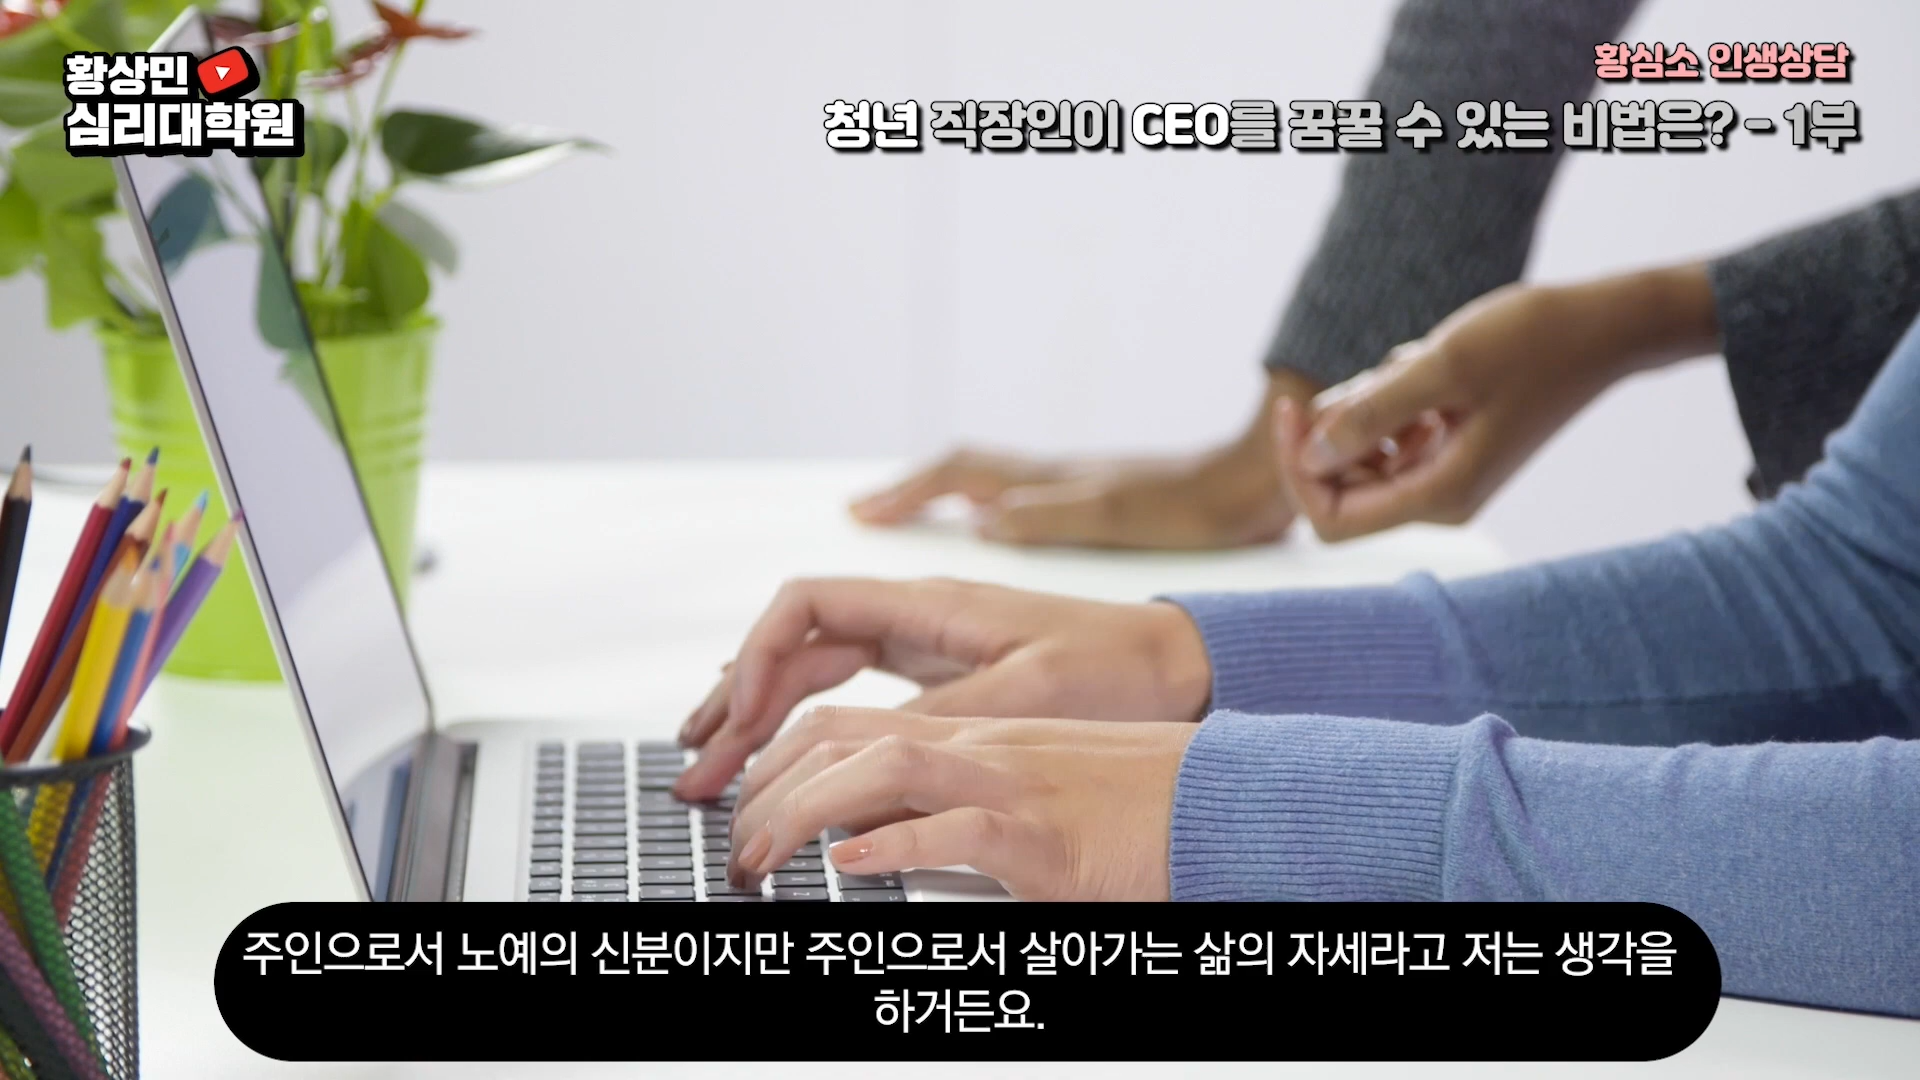 황상민
심리대학원
황심소 인생상담
청년 직장인이 CEO를 꿈꿀 수 있는 비법은? - 1부
주인으로서 노예의 신분이지만 주인으로서 살아가는 삶의 자세라고 저는 생각을
하거든요.